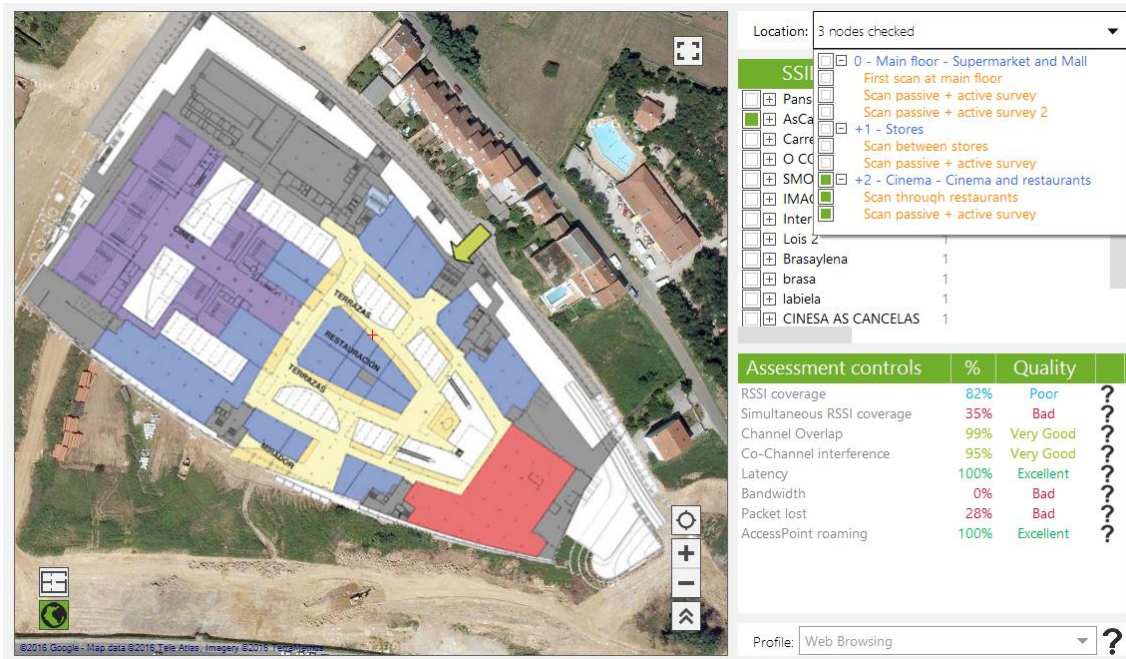 Location: 3 nodes checked
0 - Main floor - Supermarket and Mall
First scan at main floor
Scan passive + active survey
Scan passive + active survey 2
+1 - Stores
Scan between stores
Scan passive + active survey
+2 - Cinema - Cinema and restaurants
Scan through restaurants
Scan passive + active survey
SSI
Pans
AsCa
Carre
O CO
SMO
IMAG
Inter
Lois 2 1
Brasaylena 1
brasa 1
labiela 1
CINESA AS CANCELAS 1
CINES
TERRAZAS
RESTAURACIÓN
TERRAZAS
MIRADOR
Assessment controls % Quality
RSSI coverage 82% Poor ?
Simultaneous RSSI coverage 35% Bad ?
Channel Overlap 99% Very Good ?
Co-Channel interference 95% Very Good ?
Latency 100% Excellent ?
Bandwidth 0% Bad ?
Packet lost 28% Bad ?
AccessPoint roaming 100% Excellent ?
Profile: Web Browsing ?
©2016 Google - Map data ©2016 Tele Atlas, Imagery ©2016 TerraMetrics